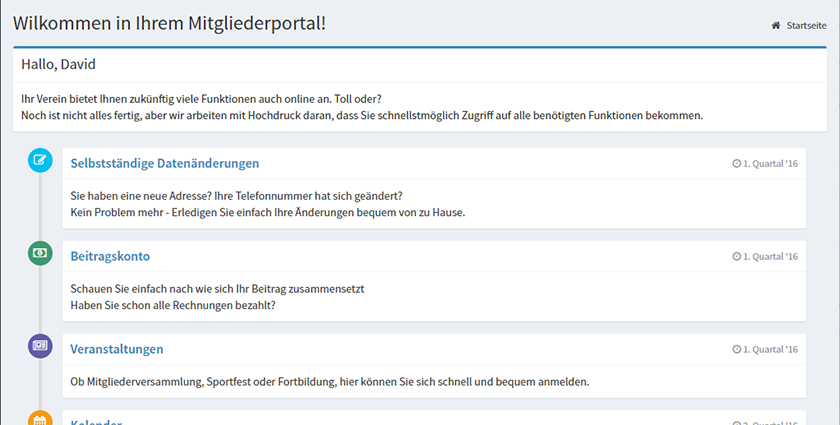 Wilkommen in Ihrem Mitgliederportal!
Startseite
Hallo, David
Ihr Verein bietet Ihnen zukünftig viele Funktionen auch online an. Toll oder?
Noch ist nicht alles fertig, aber wir arbeiten mit Hochdruck daran, dass Sie schnellstmöglich Zugriff auf alle benötigten Funktionen bekommen.
Selbstständige Datenänderungen
1. Quartal '16
Sie haben eine neue Adresse? Ihre Telefonnummer hat sich geändert?
Kein Problem mehr - Erledigen Sie einfach Ihre Änderungen bequem von zu Hause.
Beitragskonto
1. Quartal '16
Schauen Sie einfach nach wie sich Ihr Beitrag zusammensetzt
Haben Sie schon alle Rechnungen bezahlt?
Veranstaltungen
1. Quartal '16
Ob Mitgliederversammlung, Sportfest oder Fortbildung, hier können Sie sich schnell und bequem anmelden.
Kalender
2. Quartal '16